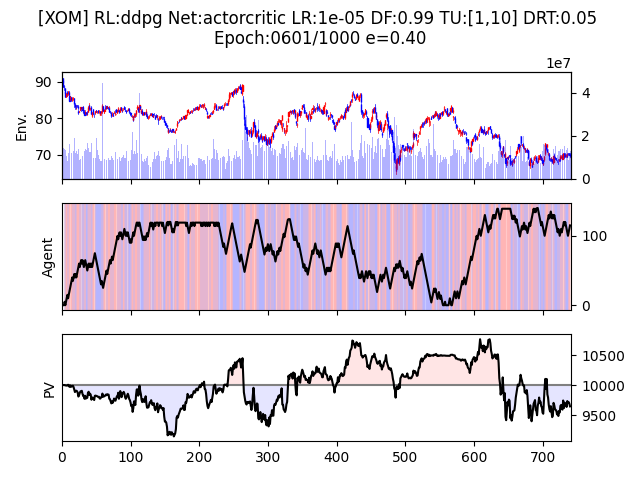 [XOM] RL:ddpg Net:actorcritic LR:1e-05 DF:0.99 TU:[1,10] DRT:0.05
Epoch:0601/1000 e=0.40
1e7
90
80
70
Env.
4
2
0
Agent
100
0
PV
10500
10000
9500
0 100 200 300 400 500 600 700